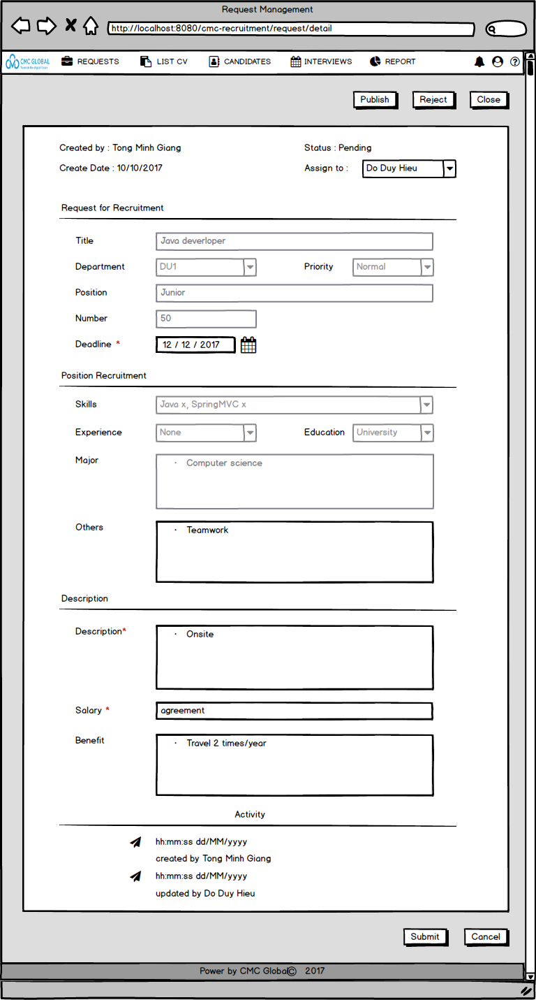 Request Management
http://localhost:8080/cmc-recruitment/request/detail
CMC GLOBAL REQUESTS LIST CV CANDIDATES INTERVIEWS REPORT
Publish Reject Close
Created by : Tong Minh Giang Status : Pending
Create Date : 10/10/2017 Assign to : Do Duy Hieu
Request for Recruitment
Title Java deverloper
Department DU1 Priority Normal
Position Junior
Number 50
Deadline * 12 / 12 / 2017
Position Recruitment
Skills Java x, SpringMVC x
Experience None Education University
Major · Computer science
Others · Teamwork
Description
Description* · Onsite
Salary * agreement
Benefit · Travel 2 times/year
Activity
hh:mm:ss dd/MM/yyyy
created by Tong Minh Giang
hh:mm:ss dd/MM/yyyy
updated by Do Duy Hieu
Submit Cancel
Power by CMC Global© 2017